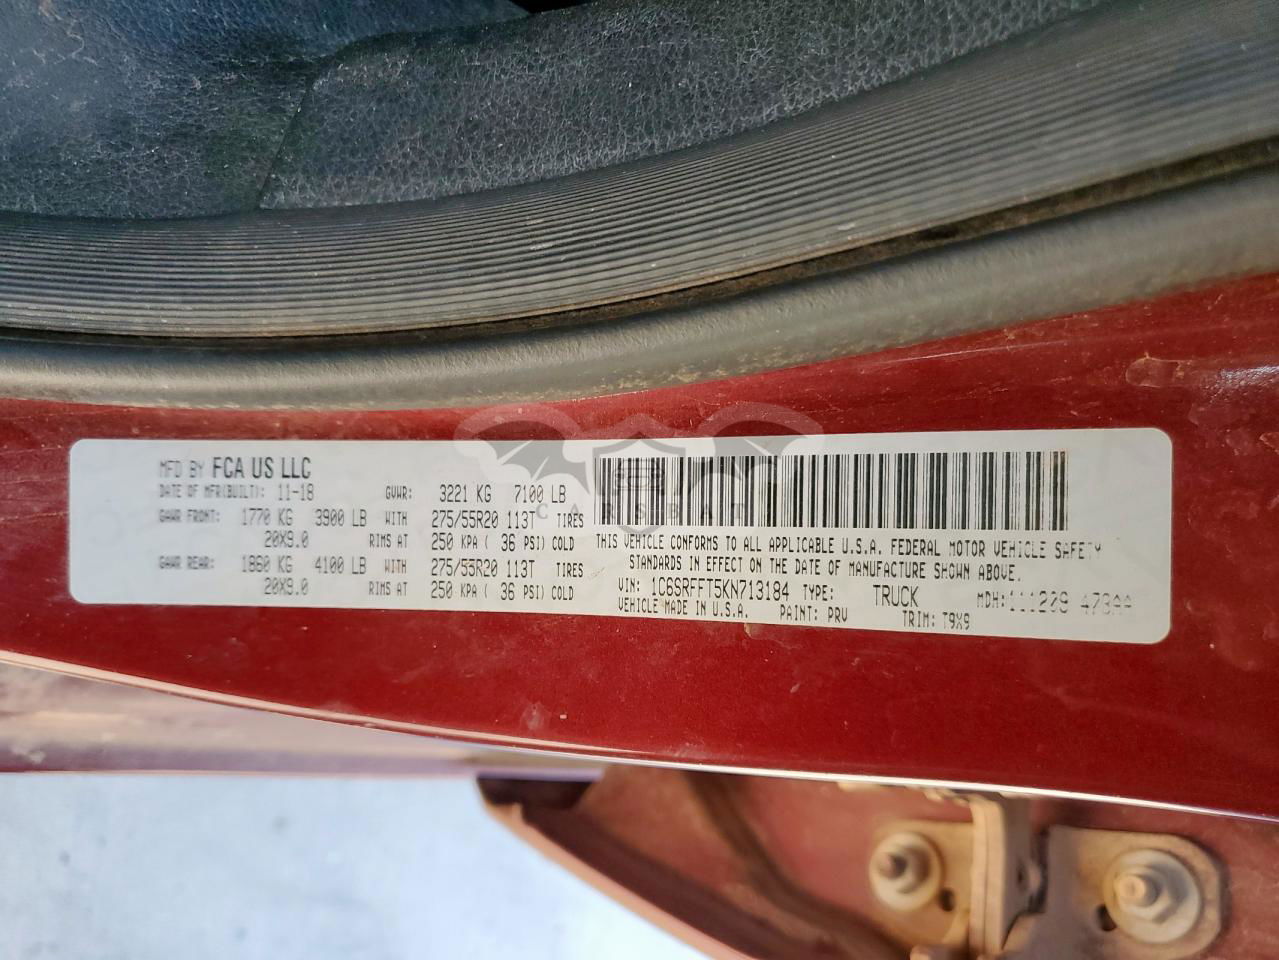 MFD BY FCA US LLC
DATE OF MFR(BUILT): 11-18 GVWR: 3221 KG 7100 LB
GAWR FRONT: 1770 KG 3900 LB WITH 275/55R20 113T TIRES
20X9.0 RIMS AT 250 KPA ( 36 PSI) COLD
GAWR REAR: 1860 KG 4100 LB WITH 275/55R20 113T TIRES
20X9.0 RIMS AT 250 KPA ( 36 PSI) COLD
CARSBAT
THIS VEHICLE CONFORMS TO ALL APPLICABLE U.S.A. FEDERAL MOTOR VEHICLE SAFETY
STANDARDS IN EFFECT ON THE DATE OF MANUFACTURE SHOWN ABOVE.
VIN: 1C6SRFFT5KN713184 TYPE: TRUCK MDH: 111209 473AA
VEHICLE MADE IN U.S.A. PAINT: PRV TRIM: T9X9